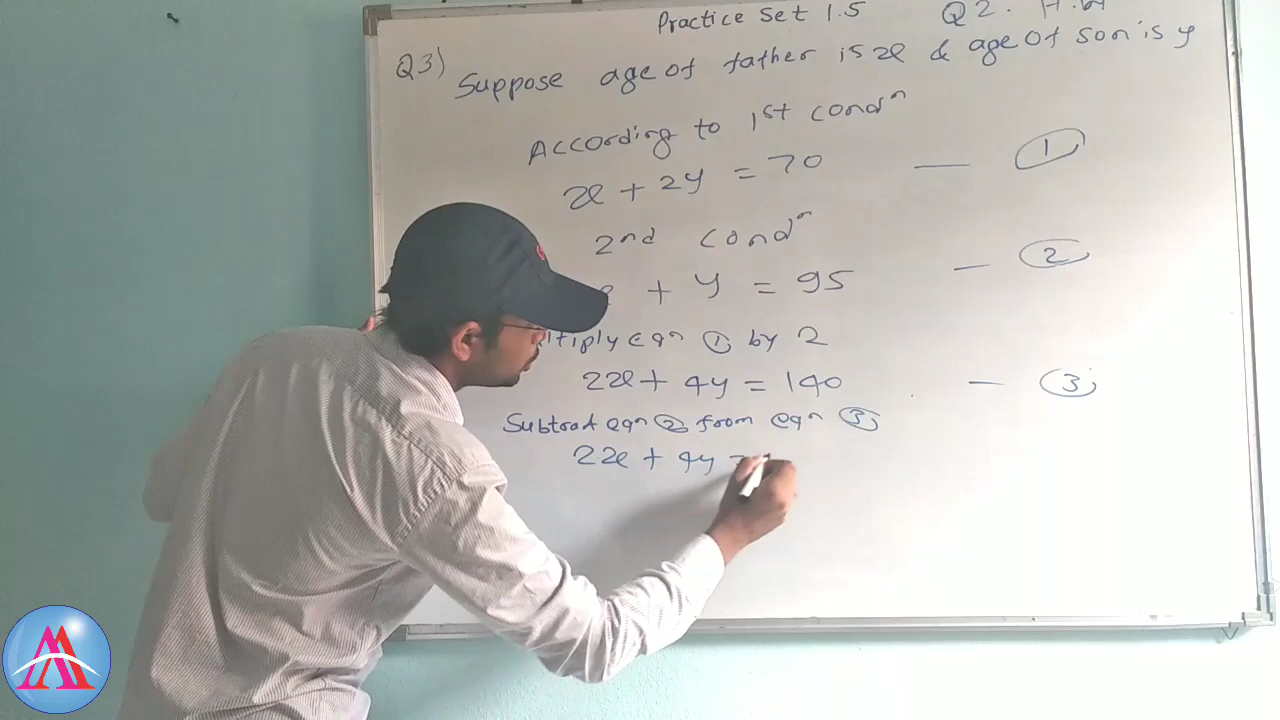 Practice Set 1.5 Q2. H.W
Q3) Suppose age of father is x & age of son is y
According to 1st condⁿ
x + 2y = 70 — ①
2nd condⁿ
+ y = 95 — ②
ltiply eqn ① by 2
2x + 4y = 140 — ③
Subtract eqn ② from eqn ③
2x + 4y =